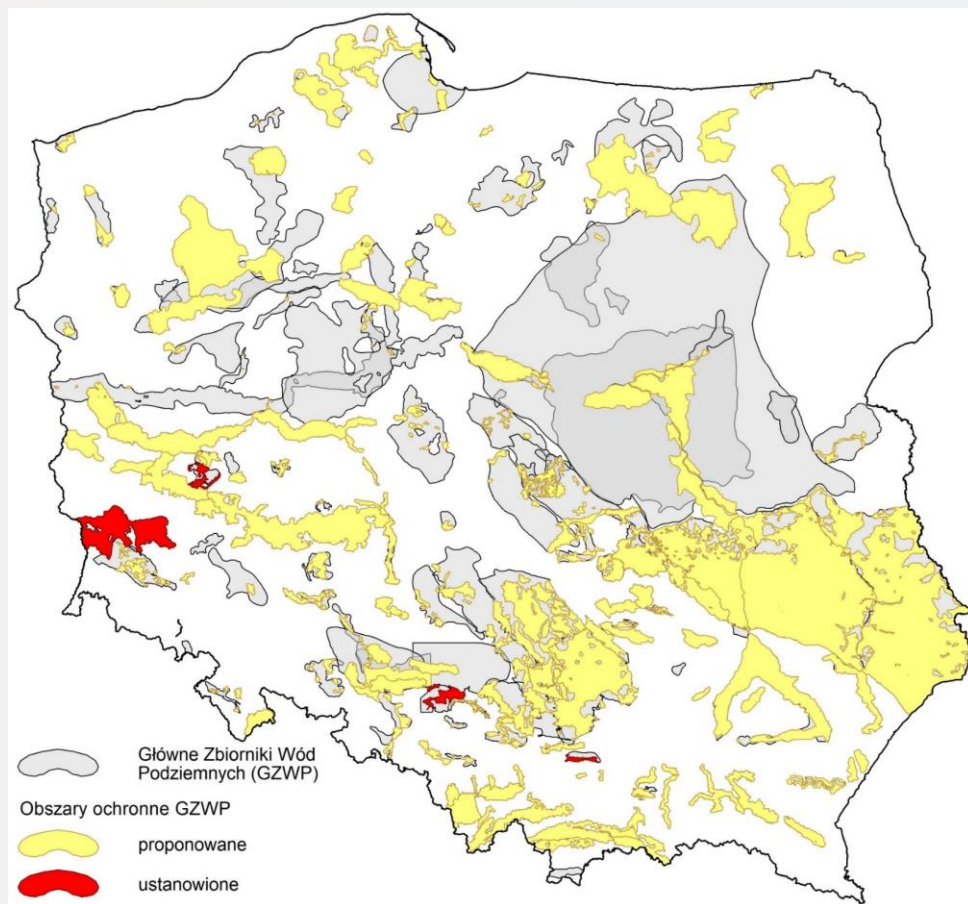 Główne Zbiorniki Wód
Podziemnych (GZWP)
Obszary ochronne GZWP
proponowane
ustanowione